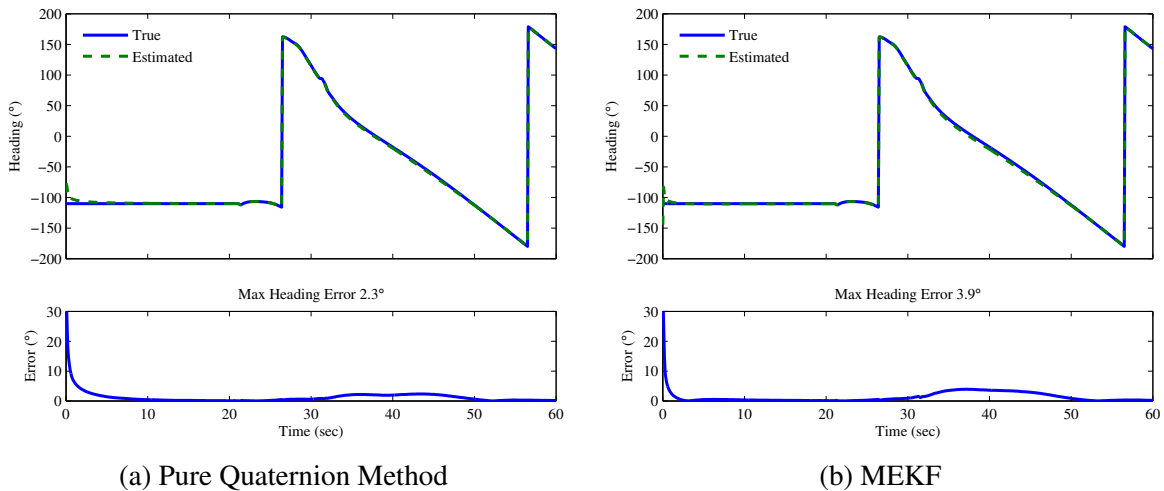 200
150
100
50
0
−50
−100
−150
−200
Heading (°)
True
Estimated
Max Heading Error 2.3°
30
20
10
0
Error (°)
0 10 20 30 40 50 60
Time (sec)
(a) Pure Quaternion Method
200
150
100
50
0
−50
−100
−150
−200
Heading (°)
True
Estimated
Max Heading Error 3.9°
30
20
10
0
Error (°)
0 10 20 30 40 50 60
Time (sec)
(b) MEKF